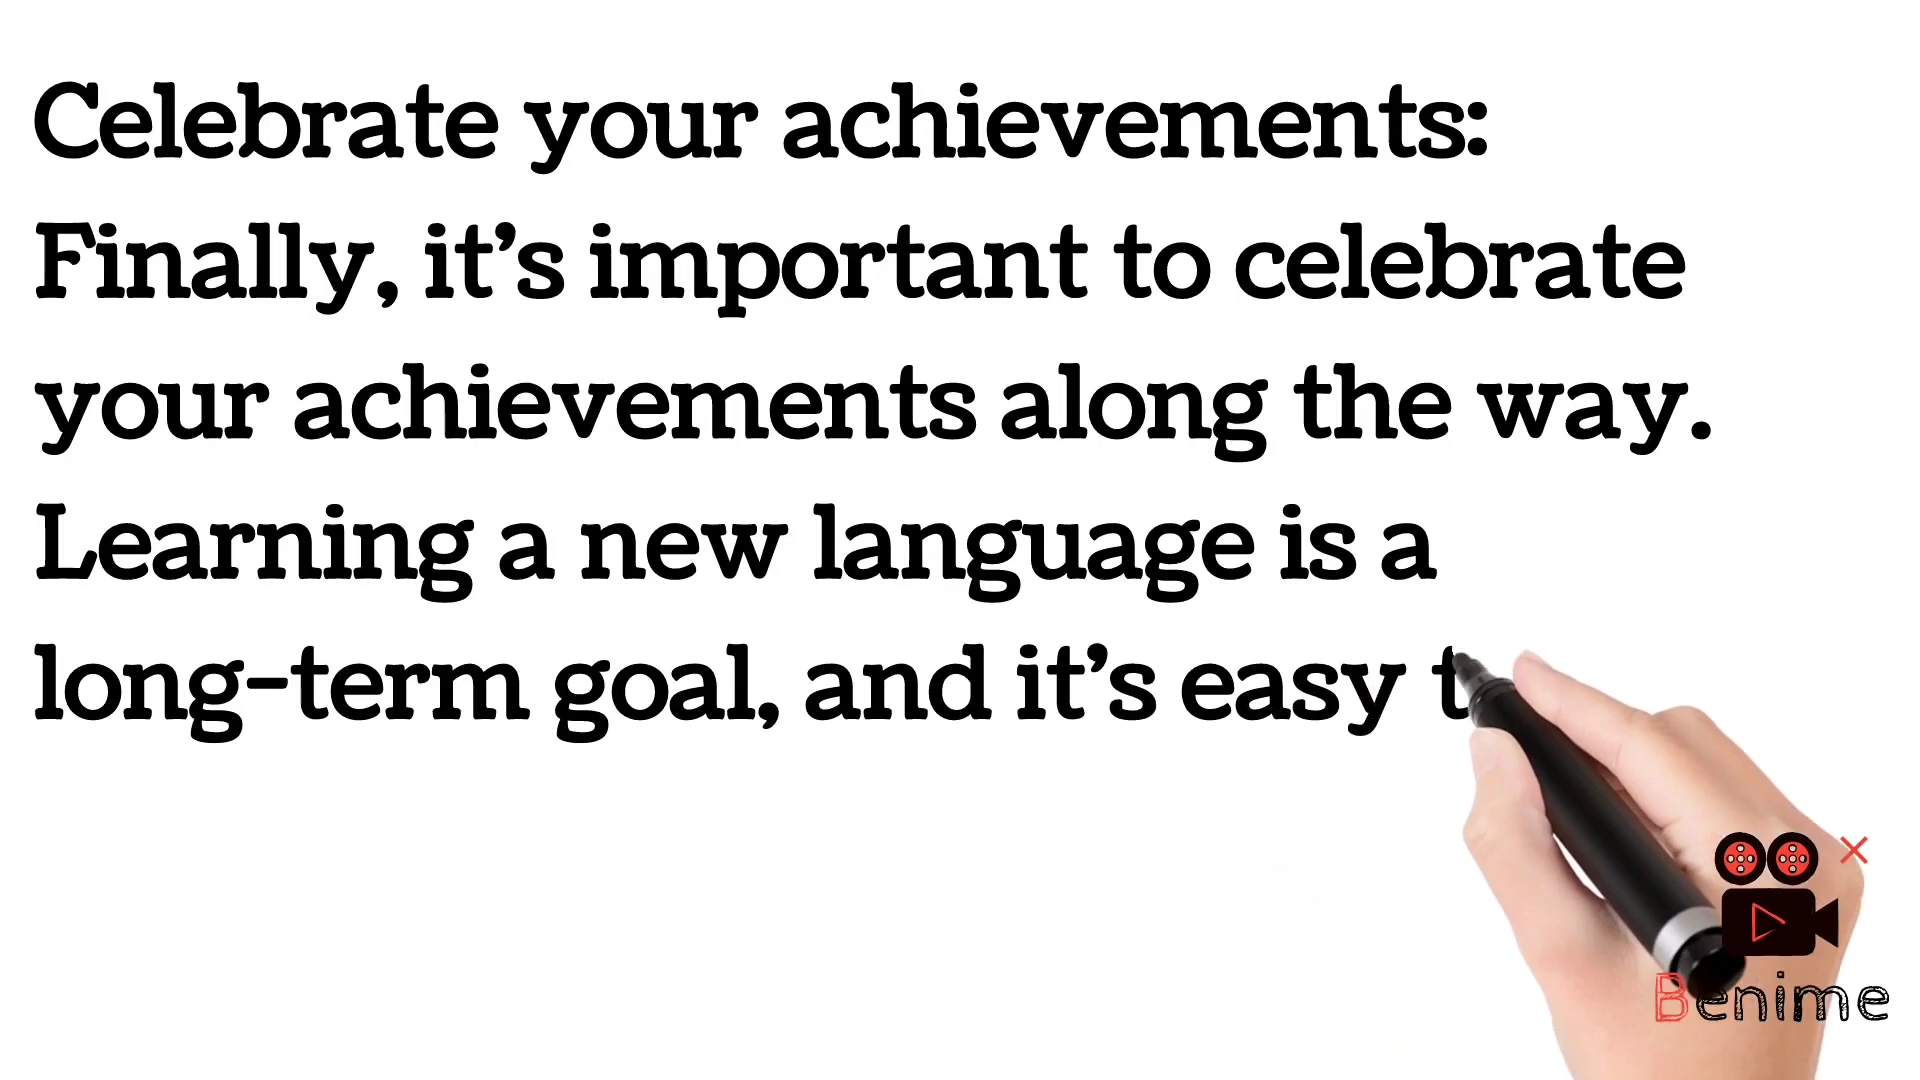 Celebrate your achievements:
Finally, it’s important to celebrate
your achievements along the way.
Learning a new language is a
long-term goal, and it’s easy t
Benime